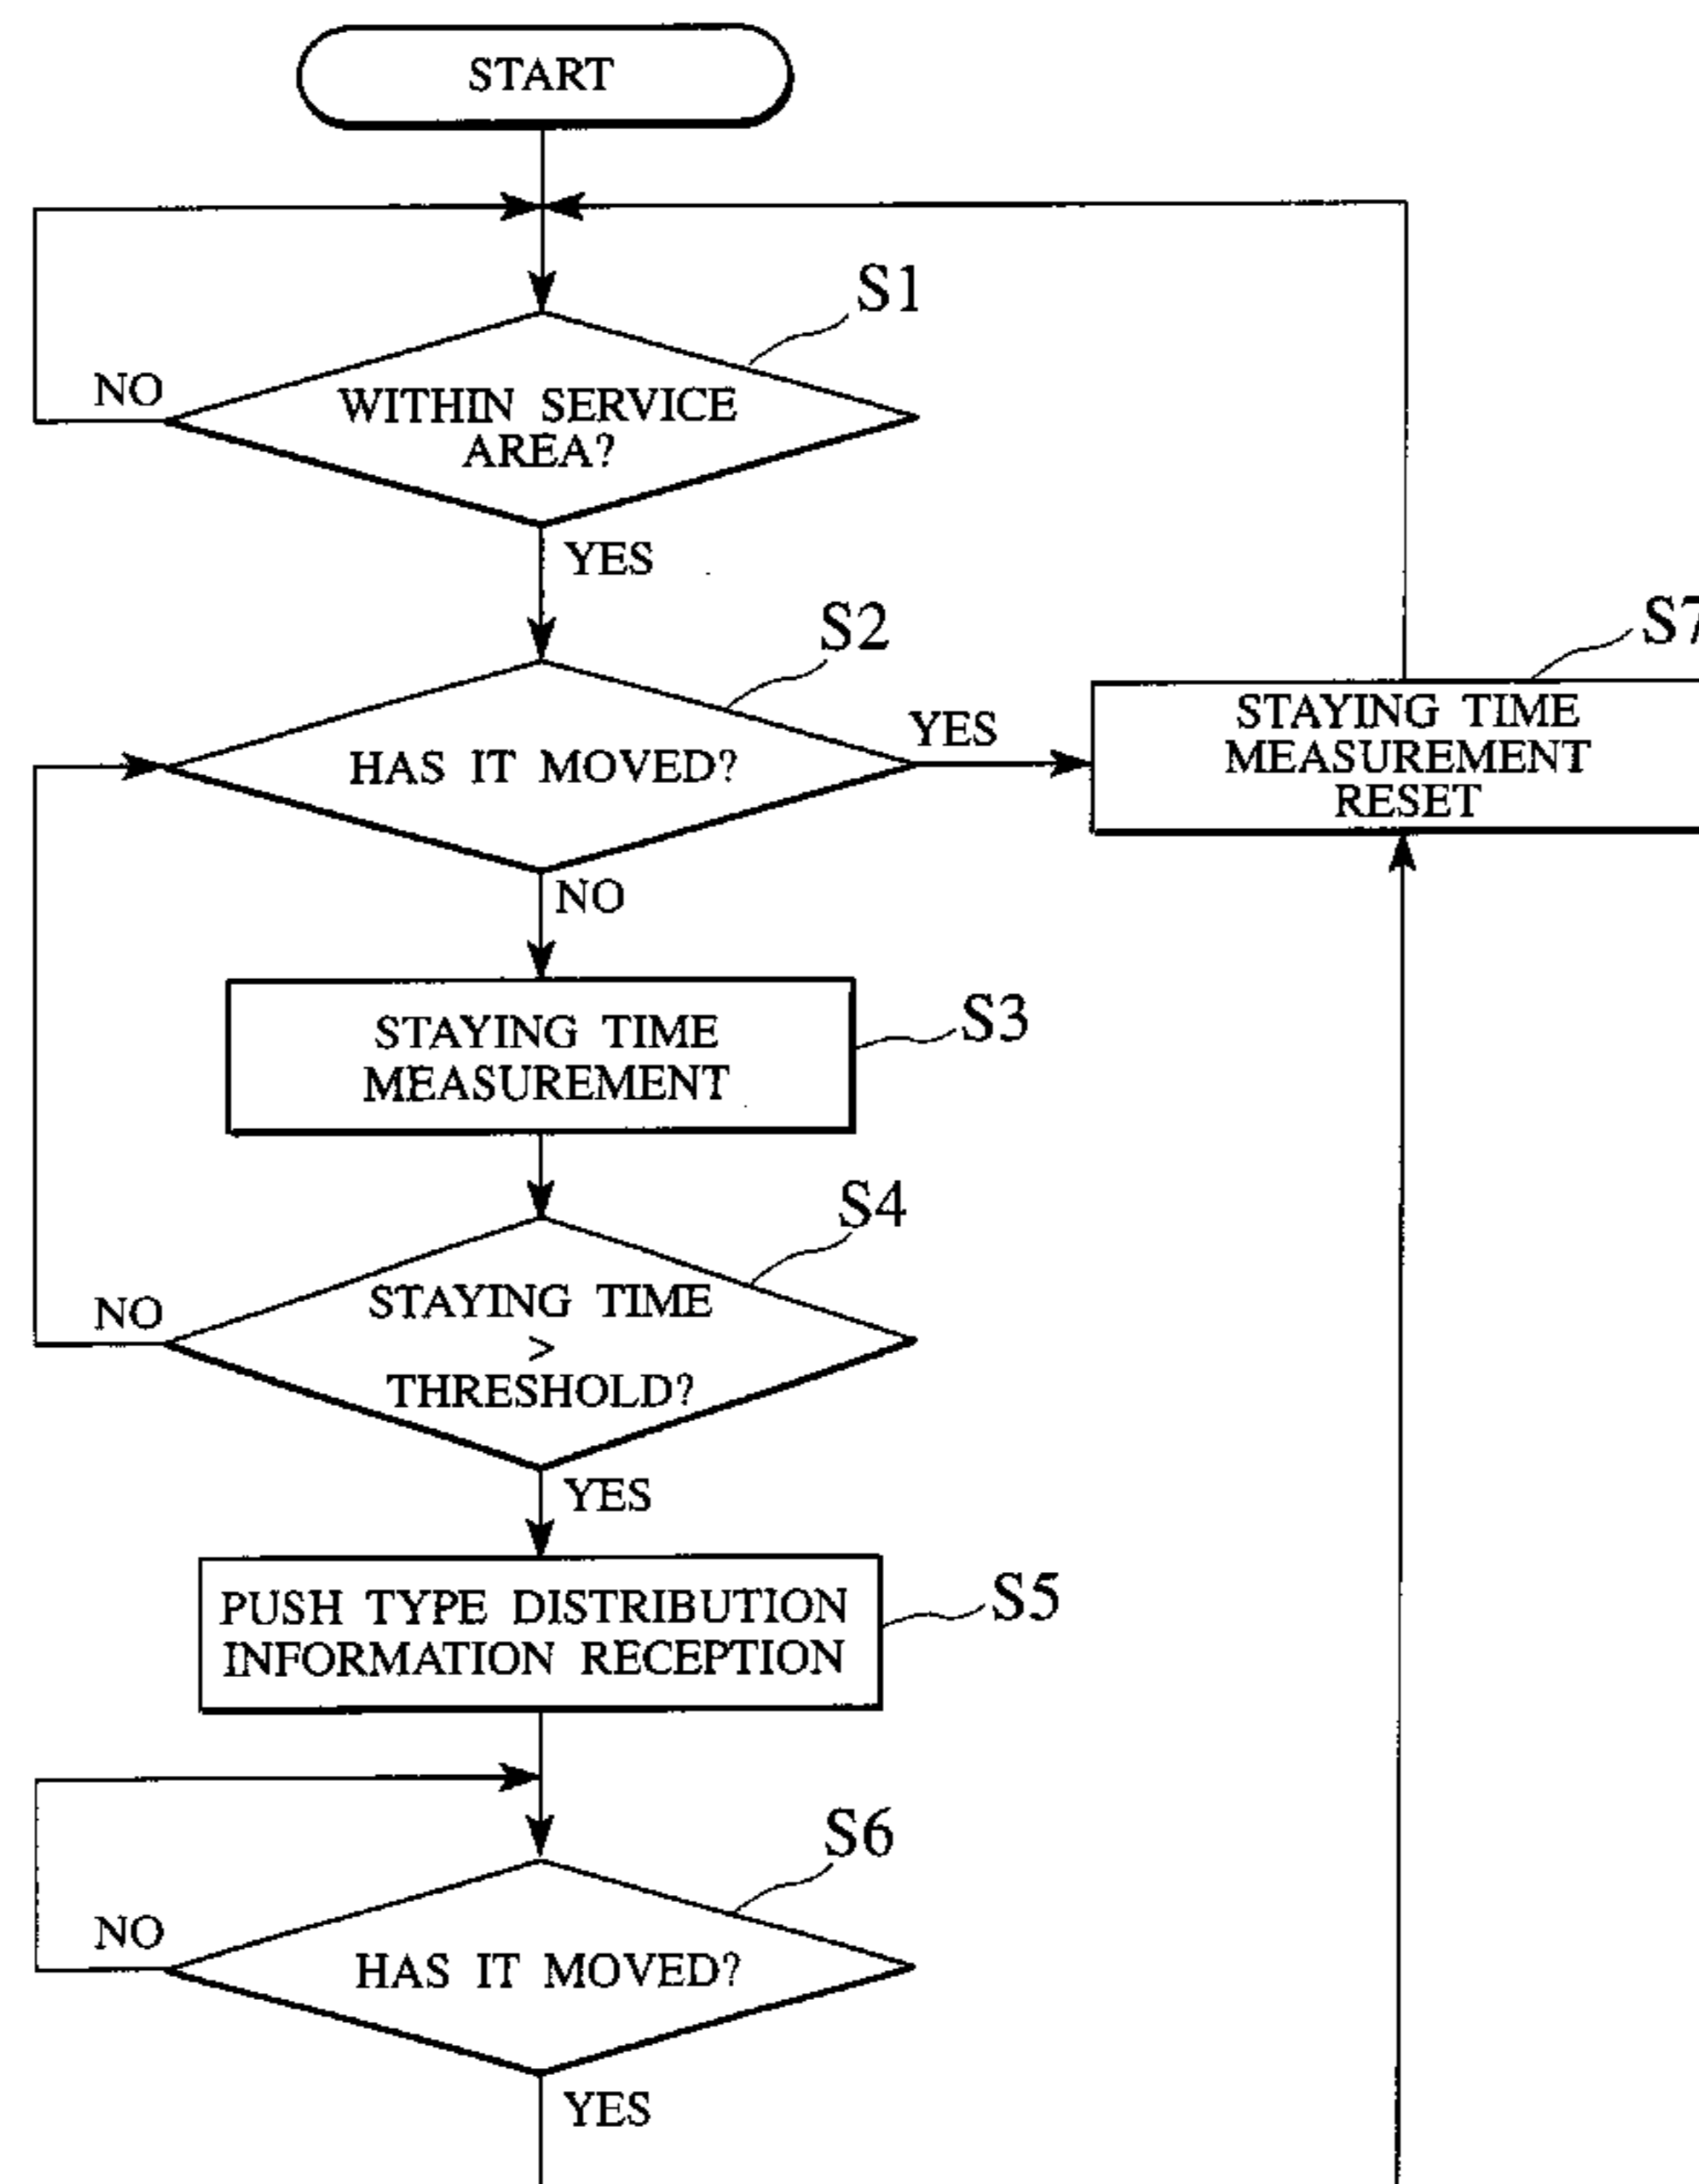 START
S1
NO
WITHIN SERVICE
AREA?
YES
S2
S7
HAS IT MOVED?
YES
STAYING TIME
MEASUREMENT
RESET
NO
STAYING TIME
MEASUREMENT
S3
S4
NO
STAYING TIME
>
THRESHOLD?
YES
PUSH TYPE DISTRIBUTION
INFORMATION RECEPTION
S5
S6
NO
HAS IT MOVED?
YES